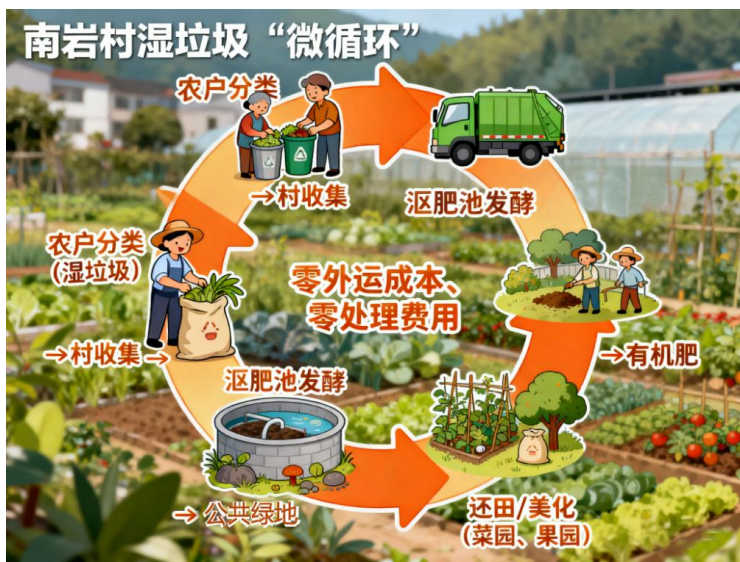 南岩村湿垃圾“微循环”
农户分类
→村收集
沤肥池发酵
农户分类
(湿垃圾)
零外运成本、
零处理费用
→村收集→
→有机肥
沤肥池发酵
→公共绿地
还田/美化
(菜园、果园)